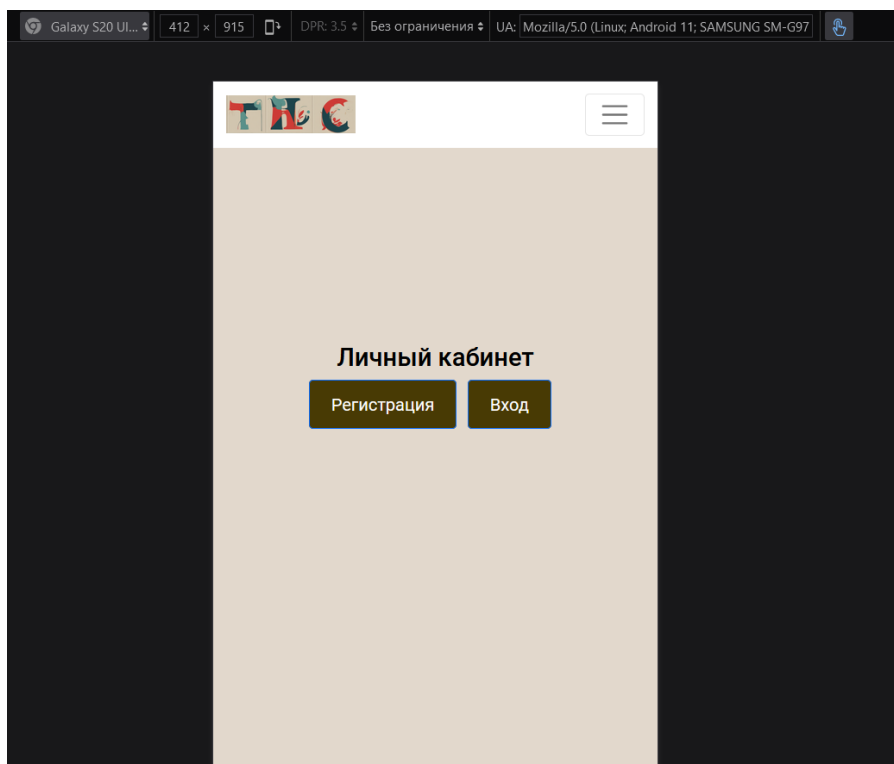 Galaxy S20 Ul... 412 × 915 DPR: 3.5 Без ограничения UA: Mozilla/5.0 (Linux; Android 11; SAMSUNG SM-G97
THC
Личный кабинет
Регистрация Вход